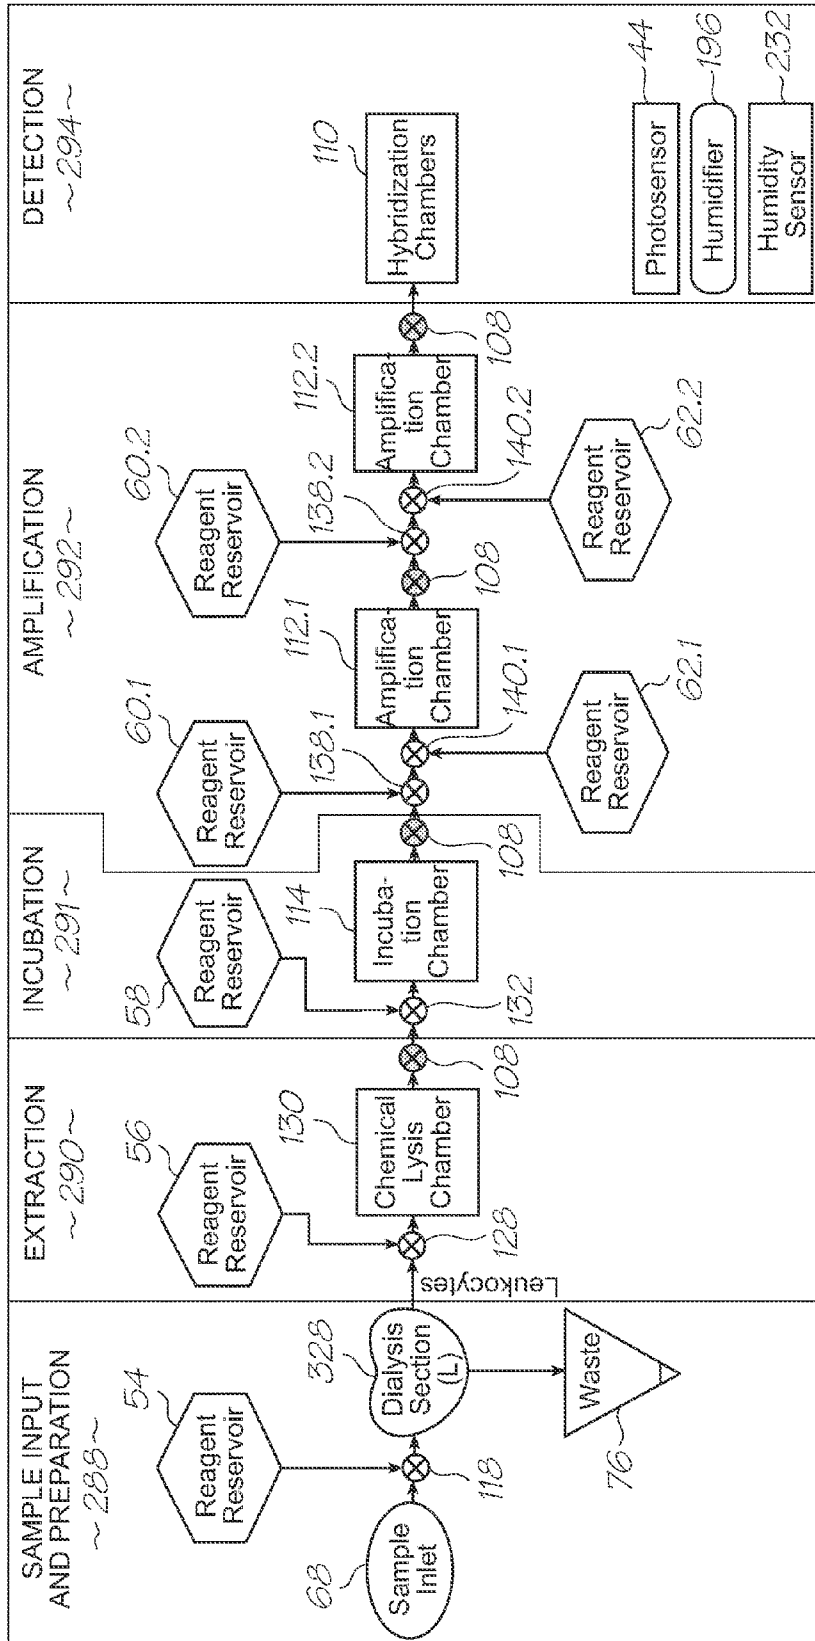 SAMPLE INPUT
AND PREPARATION
~288~
54
Reagent
Reservoir
68
Sample
Inlet
118
328
Dialysis
Section
(L)
Waste
76
Leukocytes
EXTRACTION
~290~
56
Reagent
Reservoir
128
130
Chemical
Lysis
Chamber
108
INCUBATION
~291~
58
Reagent
Reservoir
132
114
Incuba-
tion
Chamber
108
AMPLIFICATION
~292~
60.1
Reagent
Reservoir
138.1
140.1
112.1
Amplifica-
tion
Chamber
Reagent
Reservoir
62.1
108
60.2
Reagent
Reservoir
138.2
140.2
112.2
Amplifica-
tion
Chamber
Reagent
Reservoir
62.2
108
DETECTION
~294~
110
Hybridization
Chambers
Photosensor
44
Humidifier
196
Humidity
Sensor
232